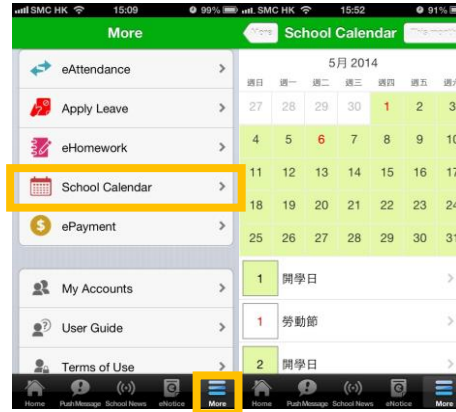 SMC HK 15:09 99%
More
eAttendance
Apply Leave
eHomework
School Calendar
ePayment
My Accounts
User Guide
Terms of Use
Home Push Message School News eNotice More
SMC HK 15:52 91%
More School Calendar This month
5月 2014
週日 週一 週二 週三 週四 週五 週六
27 28 29 30 1 2 3
4 5 6 7 8 9 10
11 12 13 14 15 16 17
18 19 20 21 22 23 24
25 26 27 28 29 30 31
1 開學日
1 勞動節
2 開學日
Home Push Message School News eNotice More